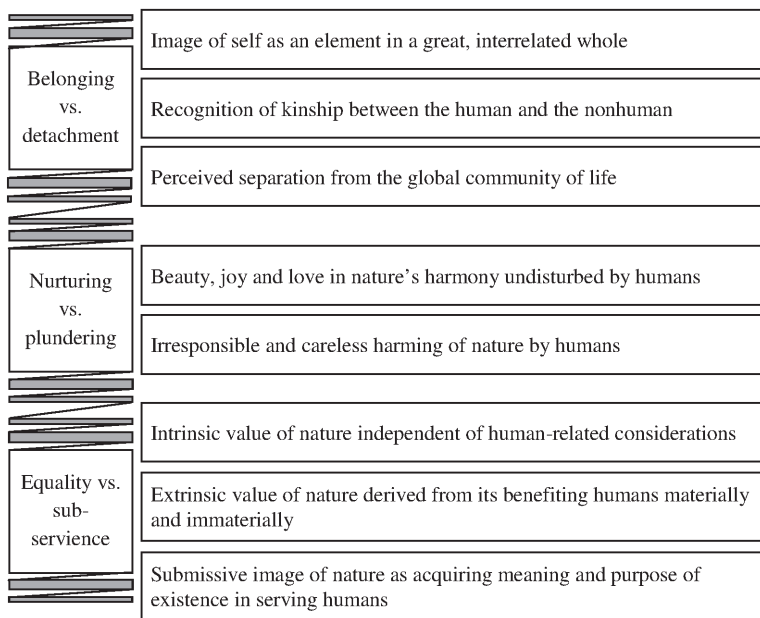 Belonging
vs.
detachment
Image of self as an element in a great, interrelated whole
Recognition of kinship between the human and the nonhuman
Perceived separation from the global community of life
Nurturing
vs.
plundering
Beauty, joy and love in nature's harmony undisturbed by humans
Irresponsible and careless harming of nature by humans
Equality vs.
sub-
servience
Intrinsic value of nature independent of human-related considerations
Extrinsic value of nature derived from its benefiting humans materially
and immaterially
Submissive image of nature as acquiring meaning and purpose of
existence in serving humans